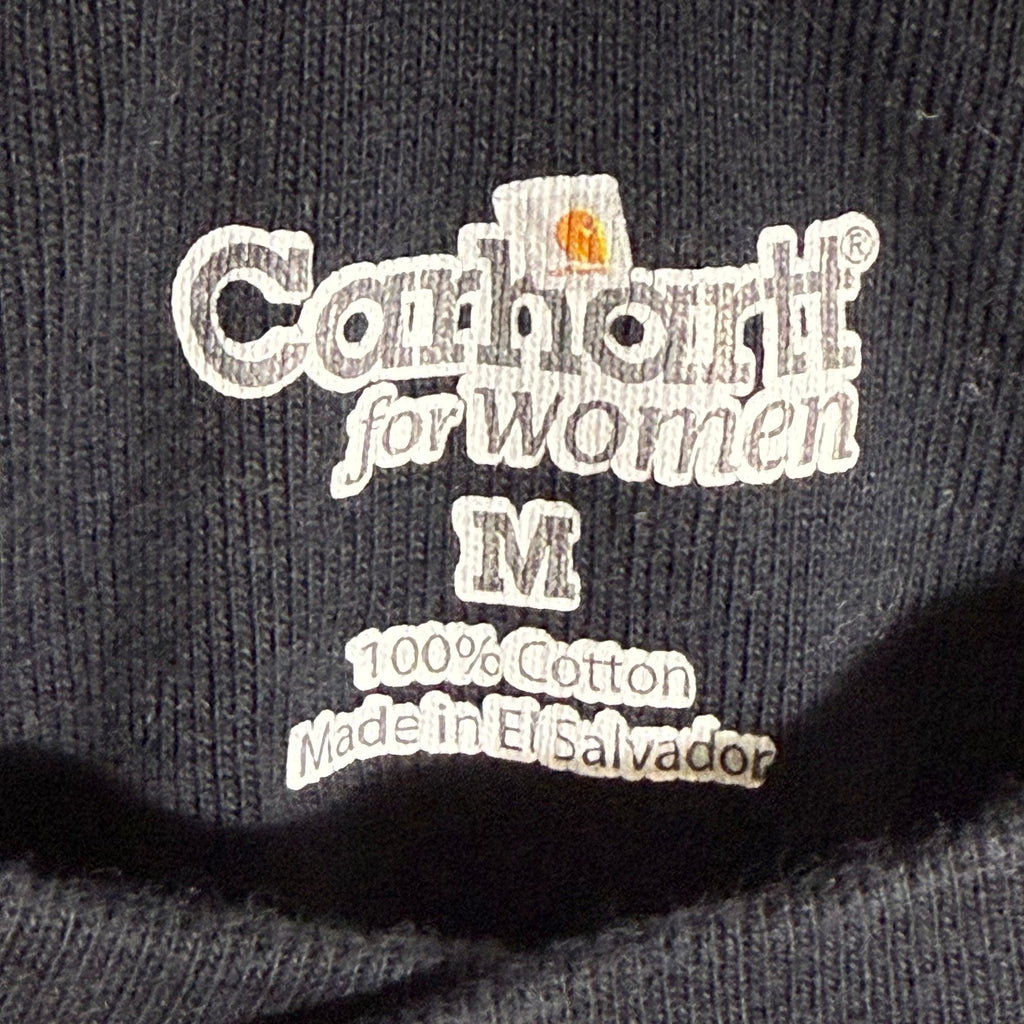 Carhartt®
for Women
M
100% Cotton
Made in El Salvador